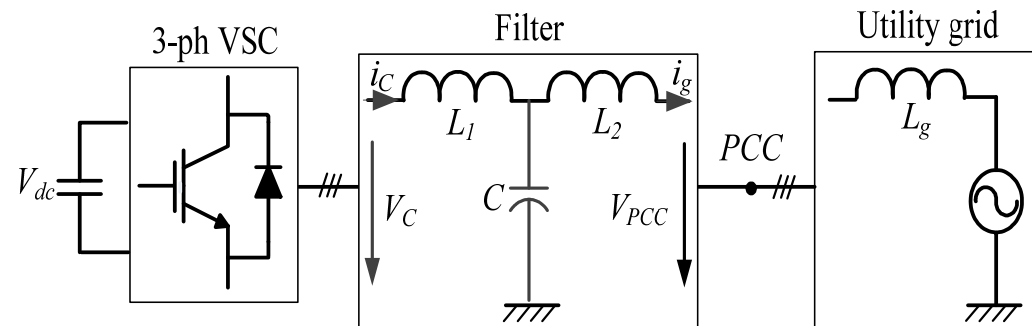 3-ph VSC
Filter
Utility grid
i_C
i_g
L_1
L_2
L_g
PCC
V_dc
C
V_C
V_PCC